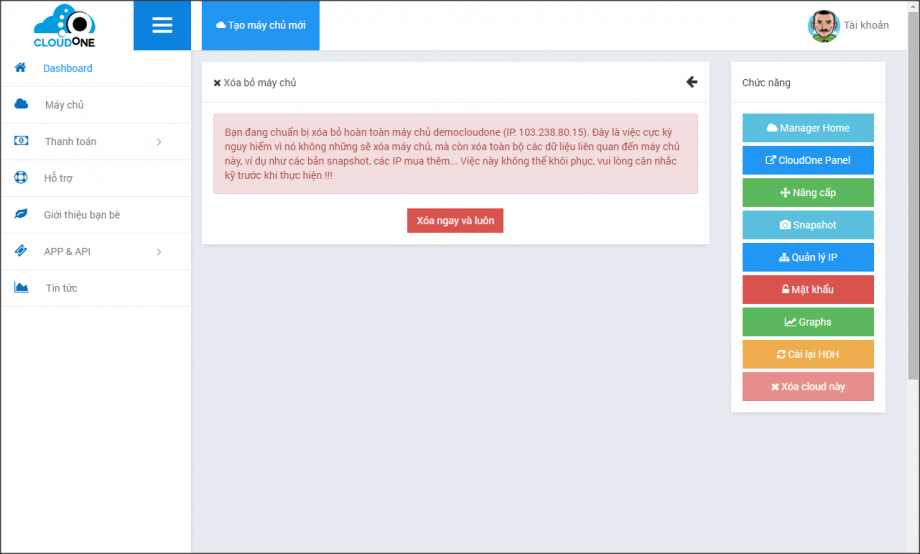 CLOUDONE
Tạo máy chủ mới
Tài khoản
Dashboard
Máy chủ
Thanh toán
Hỗ trợ
Giới thiệu bạn bè
APP & API
Tin tức
Xóa bỏ máy chủ
Bạn đang chuẩn bị xóa bỏ hoàn toàn máy chủ democloudone (IP. 103.238.80.15). Đây là việc cực kỳ
nguy hiểm vì nó không những sẽ xóa máy chủ, mà còn xóa toàn bộ các dữ liệu liên quan đến máy chủ
này, ví dụ như các bản snapshot, các IP mua thêm... Việc này không thể khôi phục, vui lòng cân nhắc
kỹ trước khi thực hiện !!!
Xóa ngay và luôn
Chức năng
Manager Home
CloudOne Panel
Nâng cấp
Snapshot
Quản lý IP
Mật khẩu
Graphs
Cài lại HĐH
Xóa cloud này